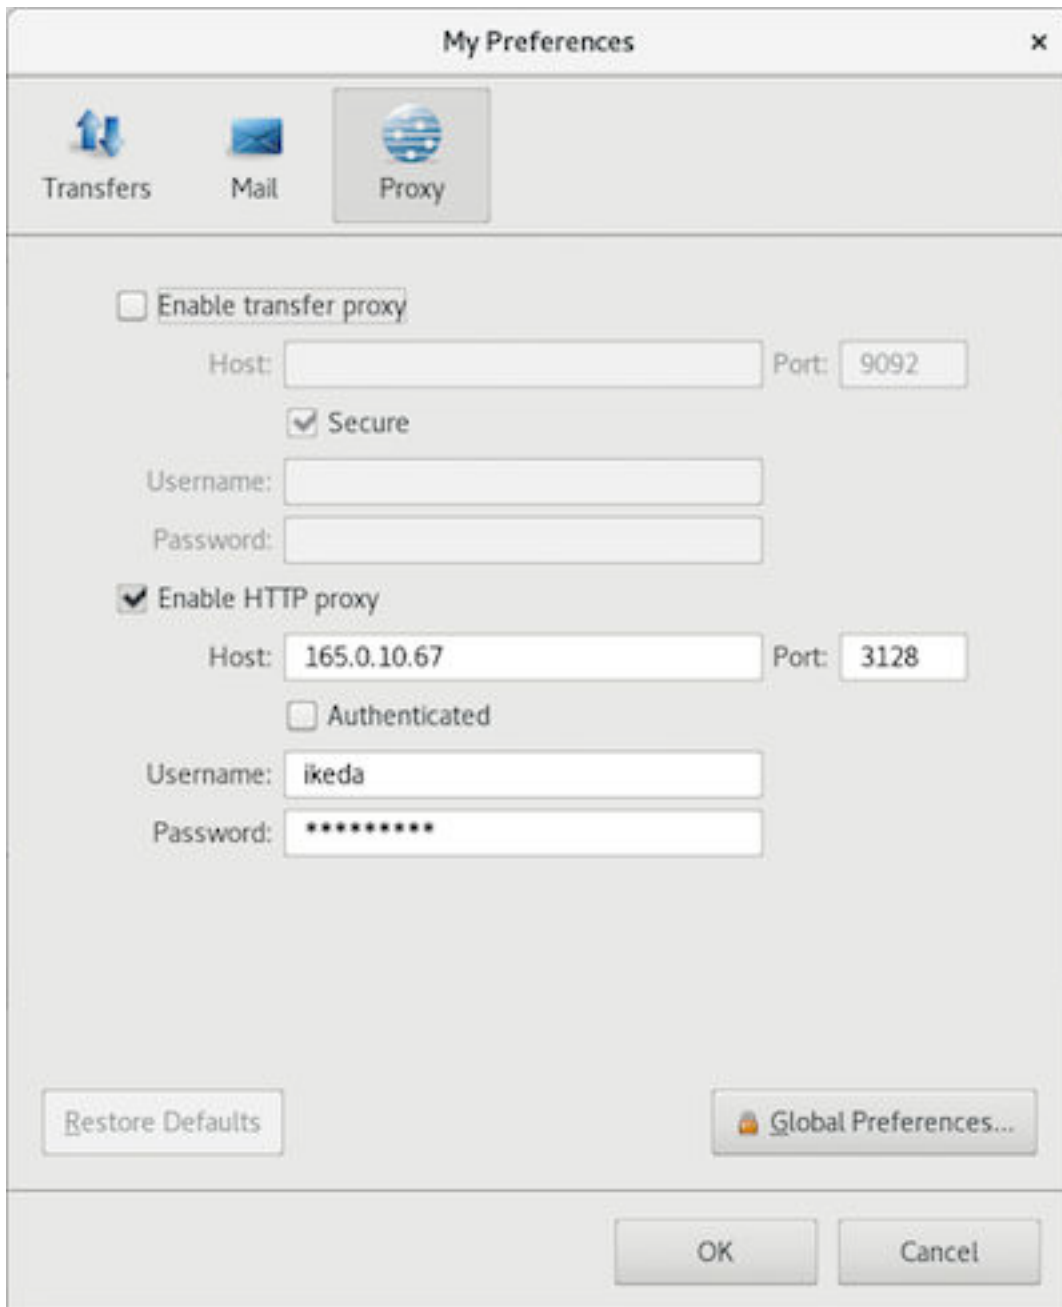 My Preferences ×
Transfers Mail Proxy
Enable transfer proxy
Host: Port: 9092
Secure
Username:
Password:
Enable HTTP proxy
Host: 165.0.10.67 Port: 3128
Authenticated
Username: ikeda
Password: *********
Restore Defaults Global Preferences...
OK Cancel